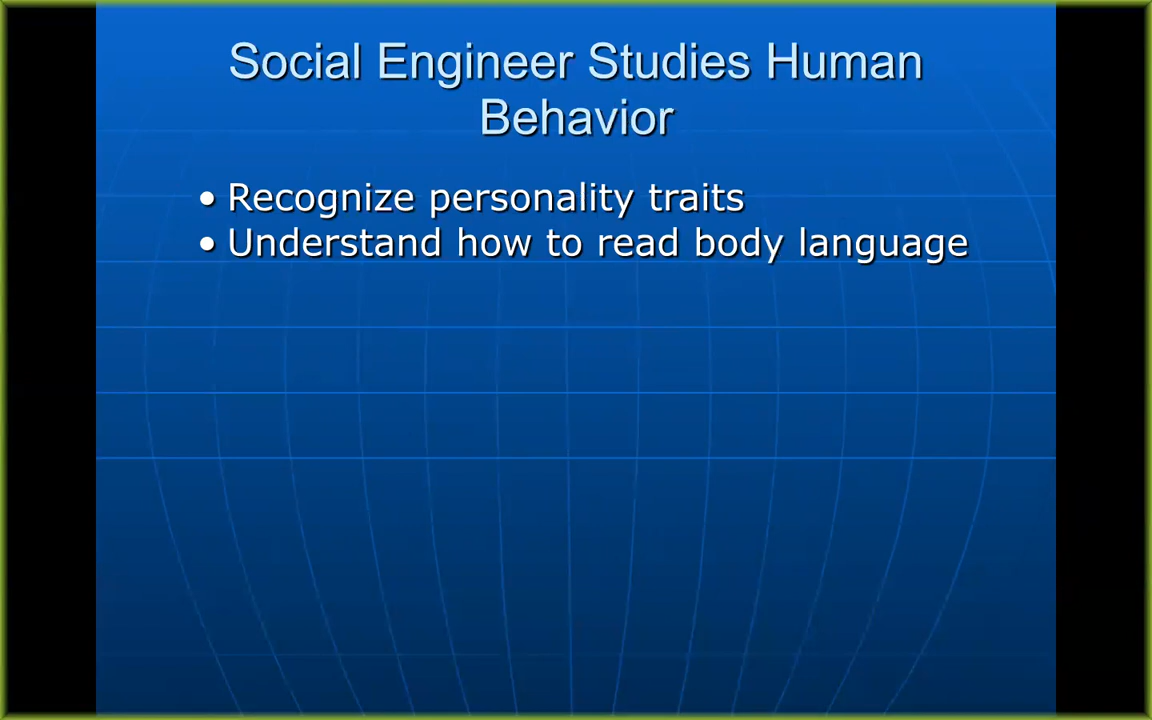 Social Engineer Studies Human
Behavior
• Recognize personality traits
• Understand how to read body language